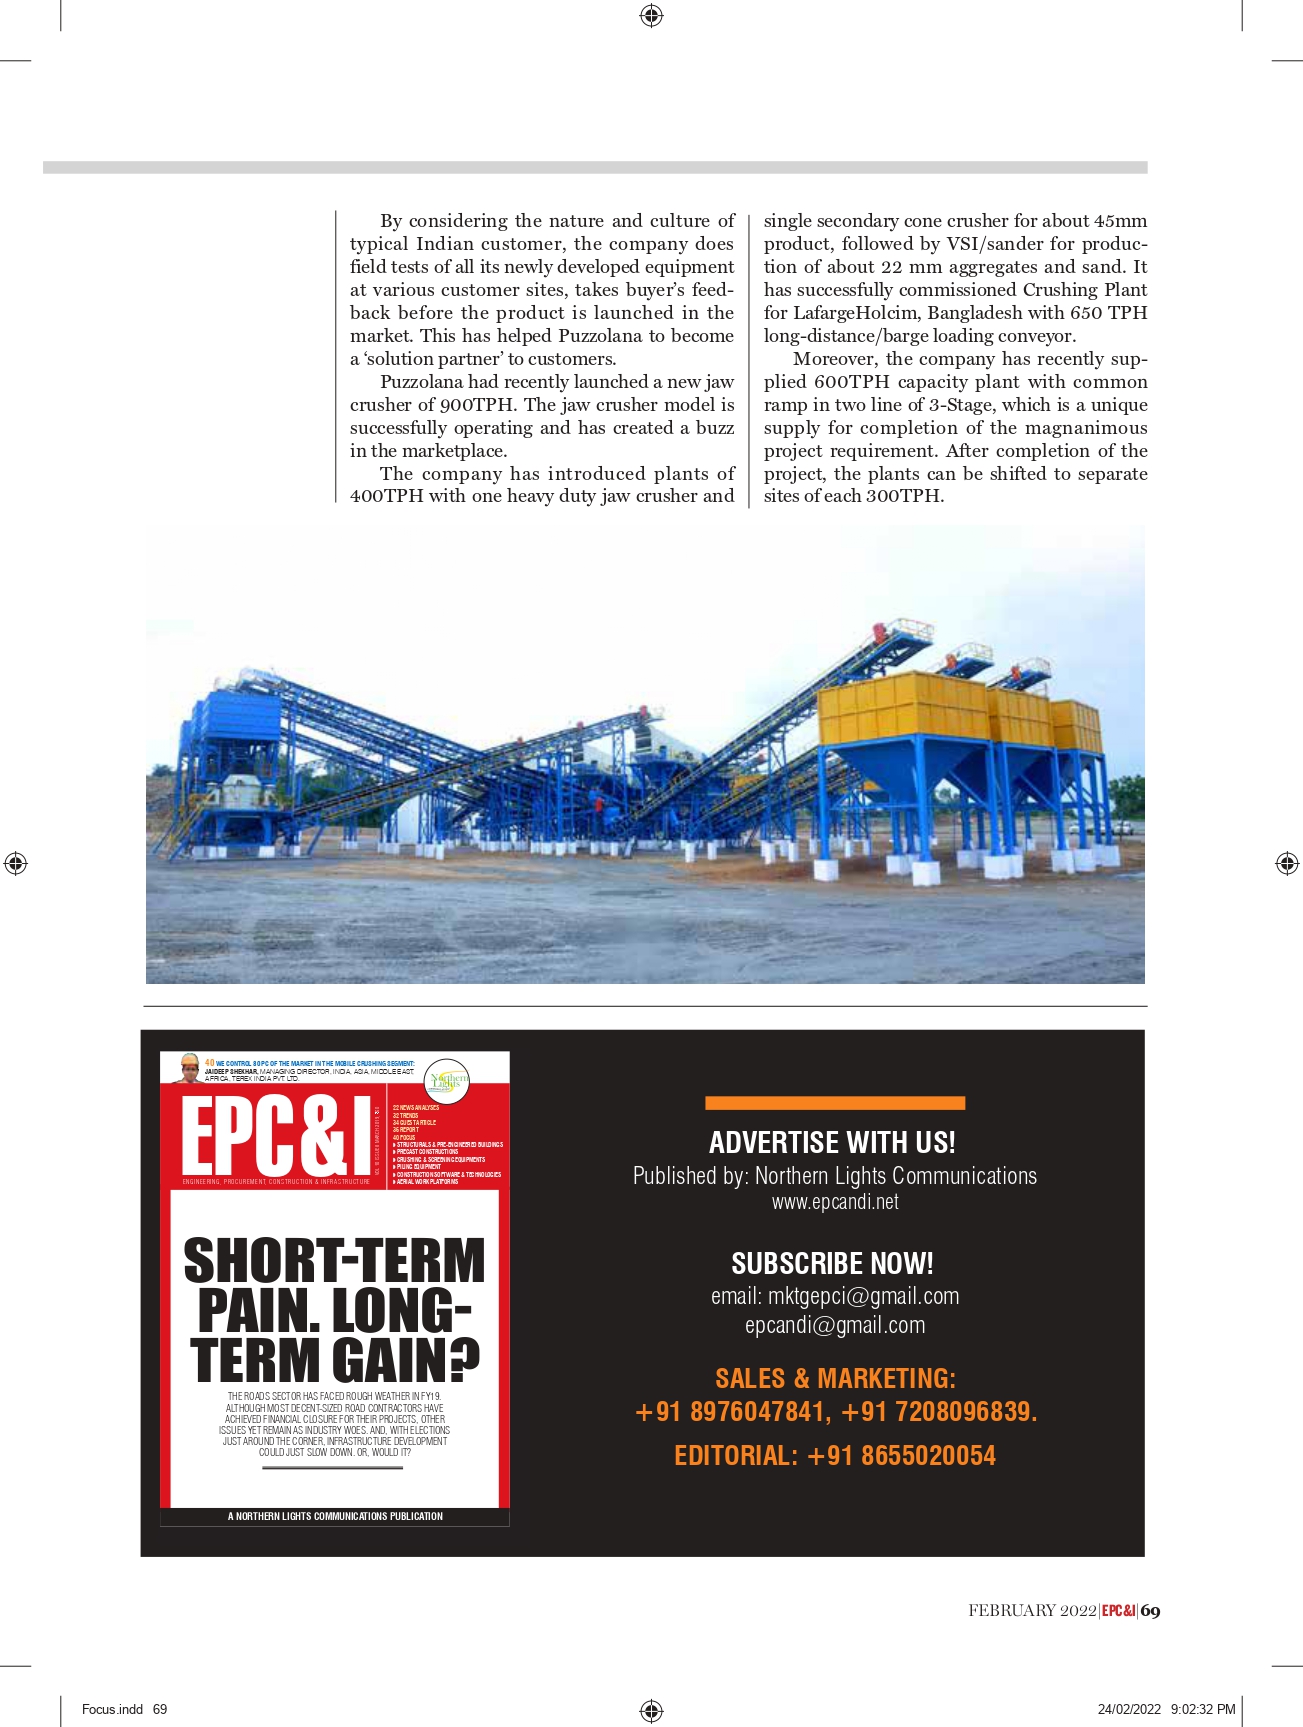 By considering the nature and culture of
typical Indian customer, the company does
field tests of all its newly developed equipment
at various customer sites, takes buyer's feed-
back before the product is launched in the
market. This has helped Puzzolana to become
a 'solution partner' to customers.
Puzzolana had recently launched a new jaw
crusher of 900TPH. The jaw crusher model is
successfully operating and has created a buzz
in the marketplace.
The company has introduced plants of
400TPH with one heavy duty jaw crusher and
single secondary cone crusher for about 45mm
product, followed by VSI/sander for produc-
tion of about 22 mm aggregates and sand. It
has successfully commissioned Crushing Plant
for LafargeHolcim, Bangladesh with 650 TPH
long-distance/barge loading conveyor.
Moreover, the company has recently sup-
plied 600TPH capacity plant with common
ramp in two line of 3-Stage, which is a unique
supply for completion of the magnanimous
project requirement. After completion of the
project, the plants can be shifted to separate
sites of each 300TPH.
40 WE CONTROL 80 PC OF THE MARKET IN THE MOBILE CRUSHING SEGMENT:
JAIDEEP SHEKHAR, MANAGING DIRECTOR, INDIA, ASIA, MIDDLE EAST,
AFRICA, TEREX INDIA PVT. LTD.
Northern
Lights
EPC&I
ENGINEERING, PROCUREMENT, CONSTRUCTION & INFRASTRUCTURE
22 NEWS ANALYSES
32 TRENDS
34 GUEST ARTICLE
36 REPORT
40 FOCUS
STRUCTURALS & PRE-ENGINEERED BUILDINGS
PRECAST CONSTRUCTIONS
CRUSHING & SCREENING EQUIPMENTS
PILING EQUIPMENT
CONSTRUCTION SOFTWARE & TECHNOLOGIES
AERIAL WORK PLATFORMS
SHORT-TERM
PAIN. LONG-
TERM GAIN?
THE ROADS SECTOR HAS FACED ROUGH WEATHER IN FY19.
ALTHOUGH MOST DECENT-SIZED ROAD CONTRACTORS HAVE
ACHIEVED FINANCIAL CLOSURE FOR THEIR PROJECTS, OTHER
ISSUES YET REMAIN AS INDUSTRY WOES. AND, WITH ELECTIONS
JUST AROUND THE CORNER, INFRASTRUCTURE DEVELOPMENT
COULD JUST SLOW DOWN. OR, WOULD IT?
A NORTHERN LIGHTS COMMUNICATIONS PUBLICATION
ADVERTISE WITH US!
Published by: Northern Lights Communications
www.epcandi.net
SUBSCRIBE NOW!
email: mktgepci@gmail.com
epcandi@gmail.com
SALES & MARKETING:
+91 8976047841, +91 7208096839.
EDITORIAL: +91 8655020054
FEBRUARY 2022|EPC&I|69
Focus.indd 69
24/02/2022 9:02:32 PM